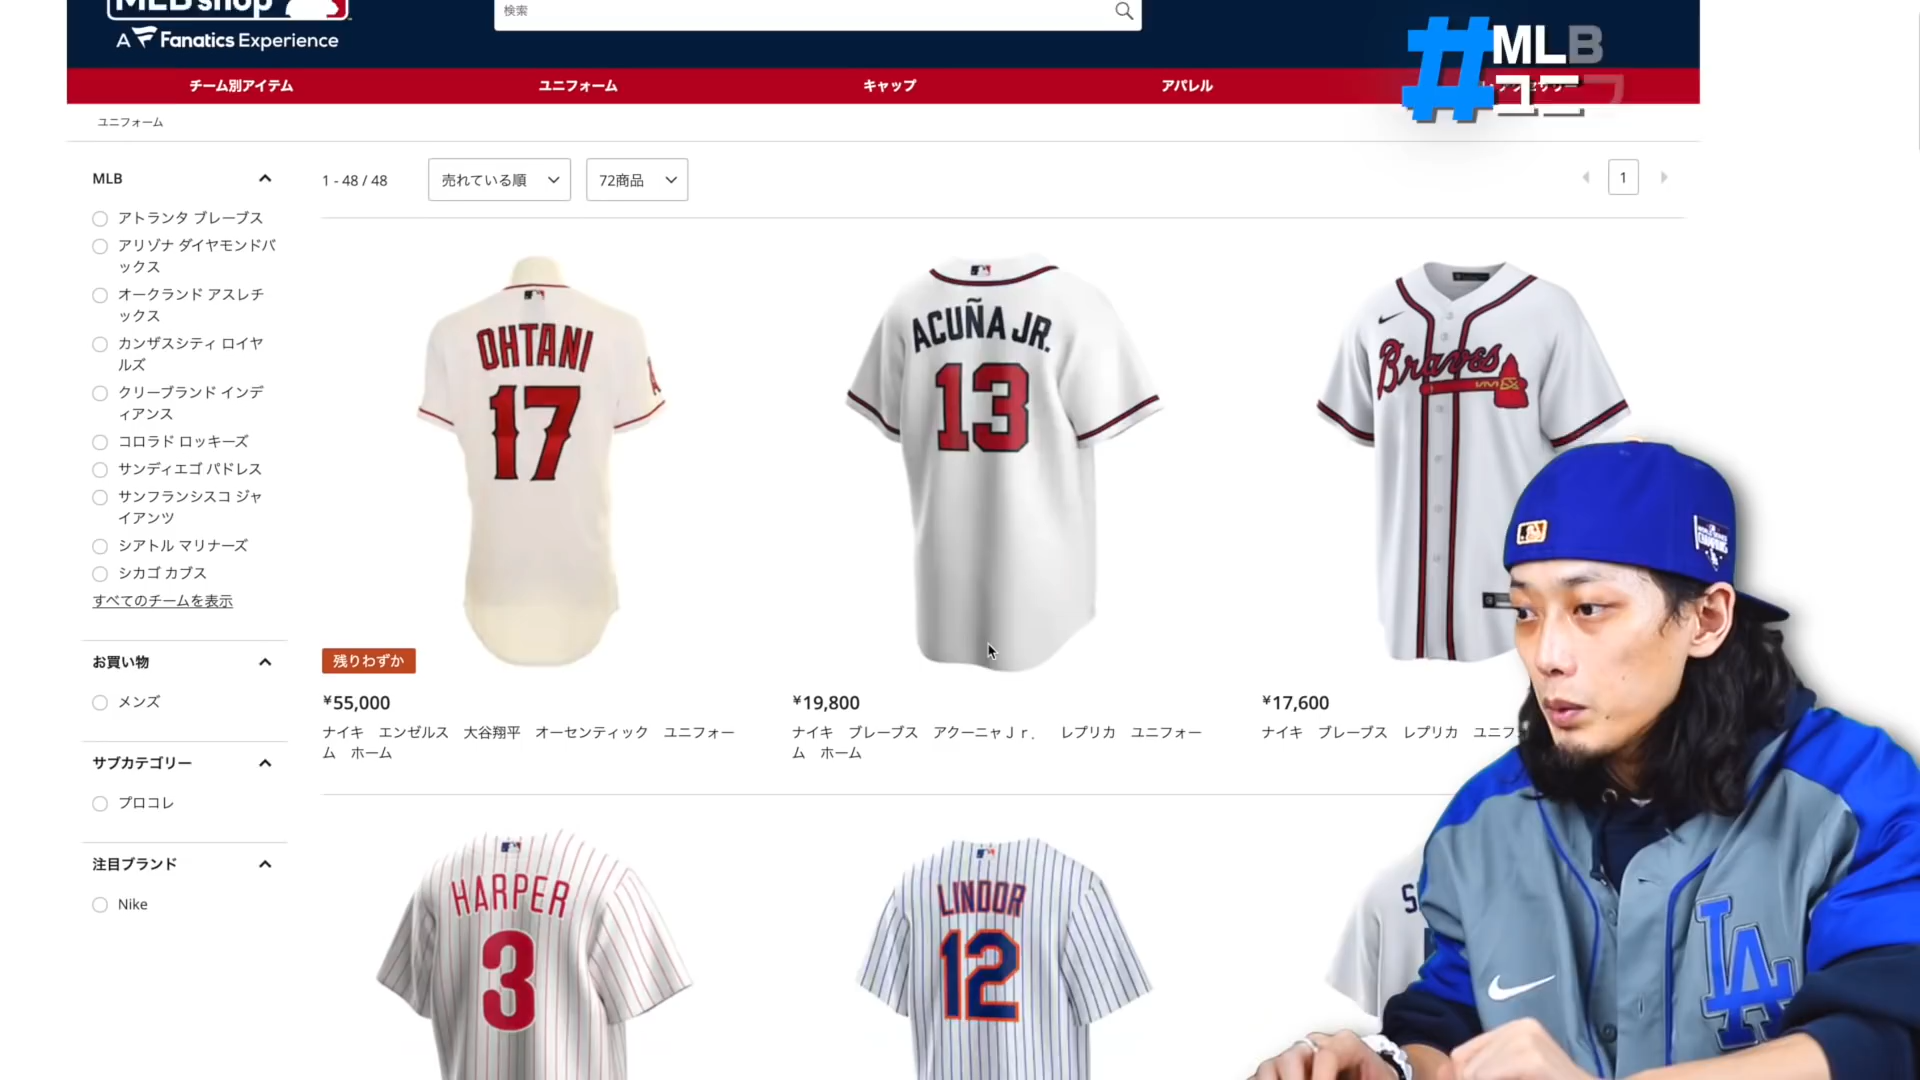 MLB shop
A Fanatics Experience
検索
#MLB
ユニフ
チーム別アイテム
ユニフォーム
キャップ
アパレル
ユニフォーム
MLB
アトランタ ブレーブス
アリゾナ ダイヤモンドバ
ックス
オークランド アスレチ
ックス
カンザスシティ ロイヤ
ルズ
クリーブランド インデ
ィアンス
コロラド ロッキーズ
サンディエゴ パドレス
サンフランシスコ ジャ
イアンツ
シアトル マリナーズ
シカゴ カブス
すべてのチームを表示
お買い物
メンズ
サブカテゴリー
プロコレ
注目ブランド
Nike
1 - 48 / 48
売れている順
72商品
1
OHTANI
17
残りわずか
¥55,000
ナイキ　エンゼルス　大谷翔平　オーセンティック　ユニフォー
ム　ホーム
ACUÑA JR.
13
¥19,800
ナイキ　ブレーブス　アクーニャＪｒ．　レプリカ　ユニフォー
ム　ホーム
Braves
¥17,600
ナイキ　ブレーブス　レプリカ　ユニフ
HARPER
3
LINDOR
12
S
LA